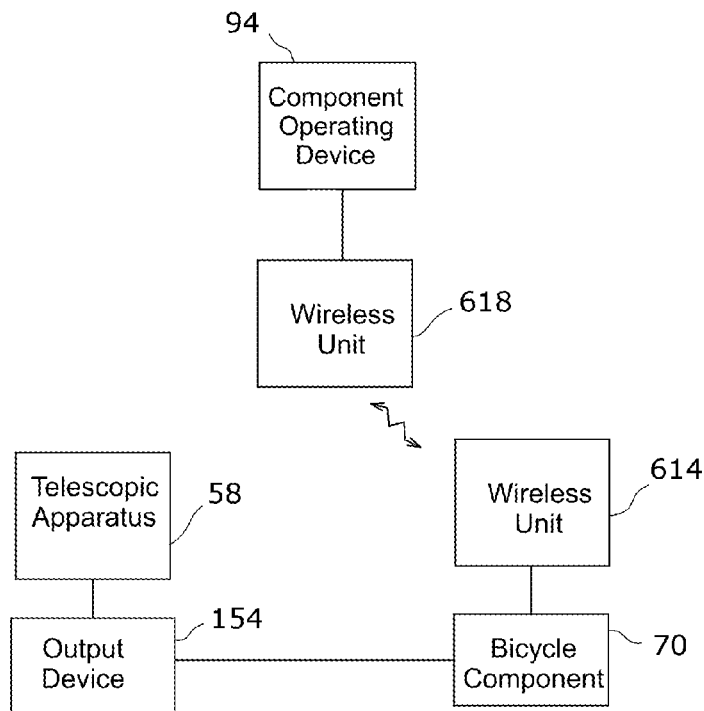 94
Component
Operating
Device
Wireless
Unit
618
Telescopic
Apparatus
58
Wireless
Unit
614
Output
Device
154
Bicycle
Component
70